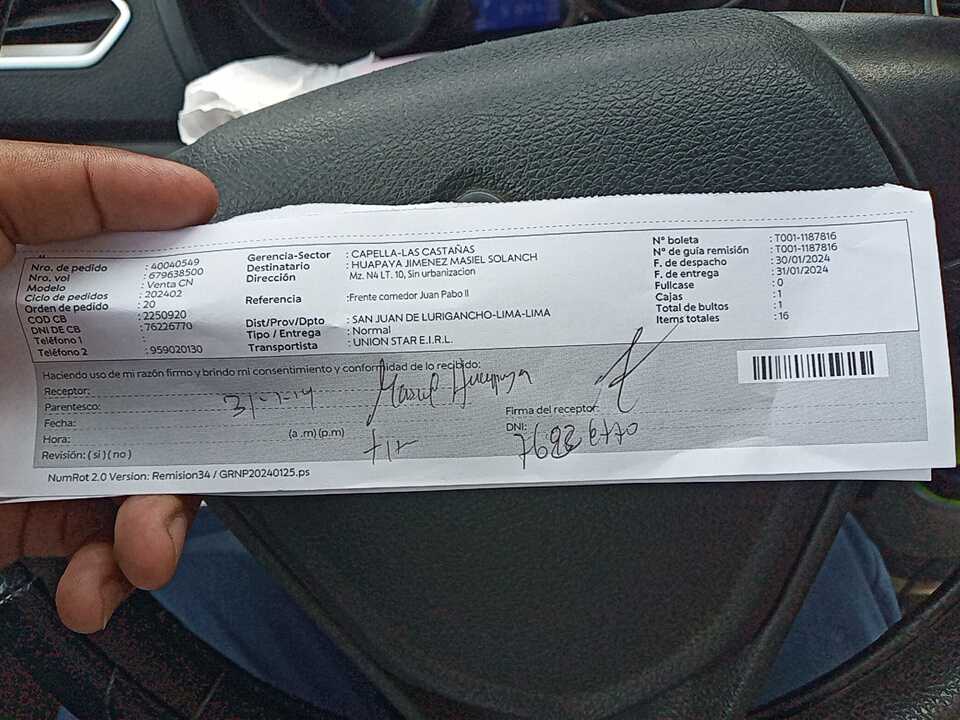 Nro. de pedido : 40040549
Nro. vol : 679638500
Modelo : Venta CN
Ciclo de pedidos : 202402
Orden de pedido : 20
COD CB : 2250920
DNI DE CB : 76226770
Teléfono 1 :
Teléfono 2 : 959020130
Gerencia-Sector : CAPELLA-LAS CASTAÑAS
Destinatario : HUAPAYA JIMENEZ MASIEL SOLANCH
Dirección Mz. N4 LT. 10, Sin urbanizacion
Referencia :Frente comedor Juan Pabo II
Dist/Prov/Dpto : SAN JUAN DE LURIGANCHO-LIMA-LIMA
Tipo / Entrega : Normal
Transportista : UNION STAR E.I.R.L.
N° boleta : T001-1187816
N° de guía remisión : T001-1187816
F. de despacho : 30/01/2024
F. de entrega : 31/01/2024
Fullcase : 0
Cajas : 1
Total de bultos : 1
Items totales : 16
Haciendo uso de mi razón firmo y brindo mi consentimiento y conformidad de lo recibido:
Receptor: Masiel Huapaya
Parentesco:
Fecha:
Hora: (a .m) (p.m)
Revisión: ( si ) ( no )
Firma del receptor:
DNI:
NumRot 2.0 Version: Remision34 / GRNP20240125.ps